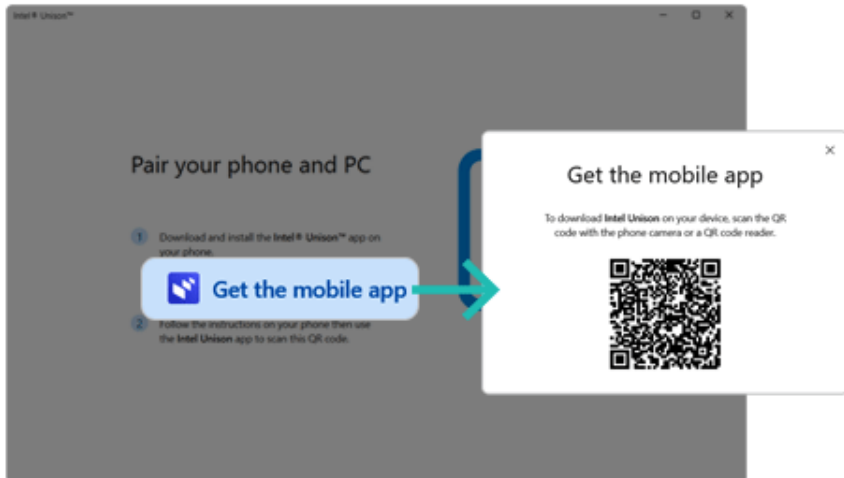 Intel® Unison™
Pair your phone and PC
1 Download and install the Intel® Unison™ app on
your phone.
Get the mobile app
2 Follow the instructions on your phone then use
the Intel Unison app to scan this QR code.
Get the mobile app
To download Intel Unison on your device, scan the QR
code with the phone camera or a QR code reader.